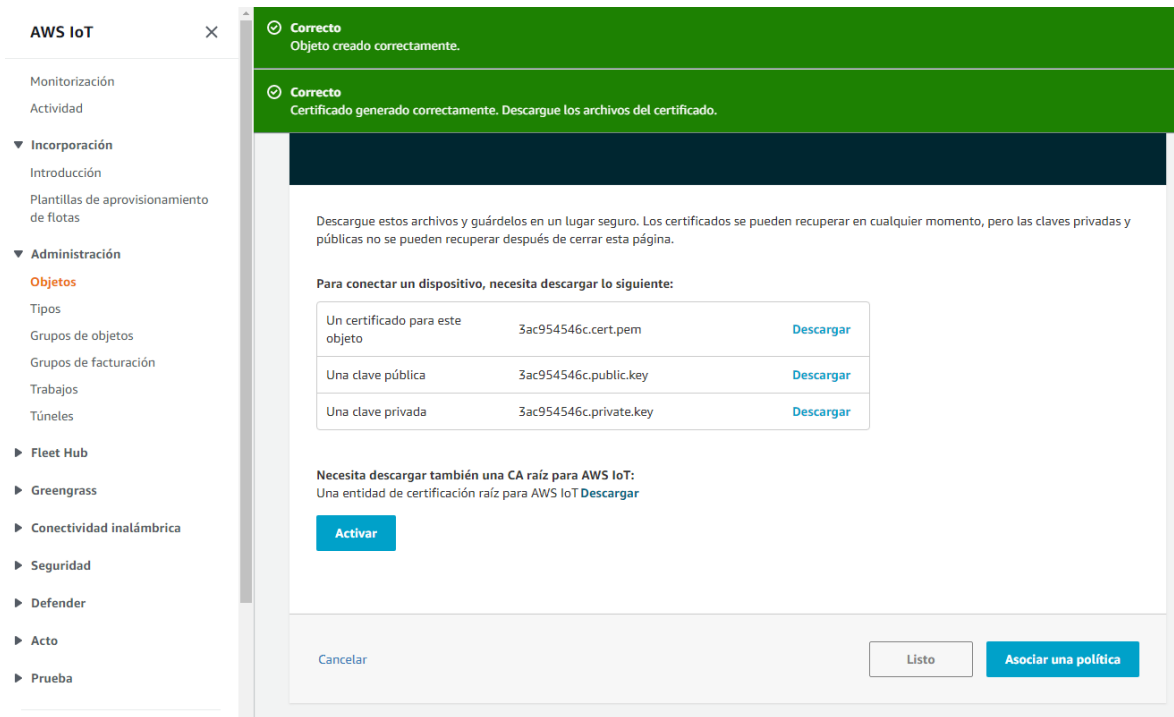 AWS IoT
Monitorización
Actividad
Incorporación
Introducción
Plantillas de aprovisionamiento
de flotas
Administración
Objetos
Tipos
Grupos de objetos
Grupos de facturación
Trabajos
Túneles
Fleet Hub
Greengrass
Conectividad inalámbrica
Seguridad
Defender
Acto
Prueba
Correcto
Objeto creado correctamente.
Correcto
Certificado generado correctamente. Descargue los archivos del certificado.
Descargue estos archivos y guárdelos en un lugar seguro. Los certificados se pueden recuperar en cualquier momento, pero las claves privadas y
públicas no se pueden recuperar después de cerrar esta página.
Para conectar un dispositivo, necesita descargar lo siguiente:
Un certificado para este
objeto
3ac954546c.cert.pem
Descargar
Una clave pública
3ac954546c.public.key
Descargar
Una clave privada
3ac954546c.private.key
Descargar
Necesita descargar también una CA raíz para AWS IoT:
Una entidad de certificación raíz para AWS IoT Descargar
Activar
Cancelar
Listo
Asociar una política